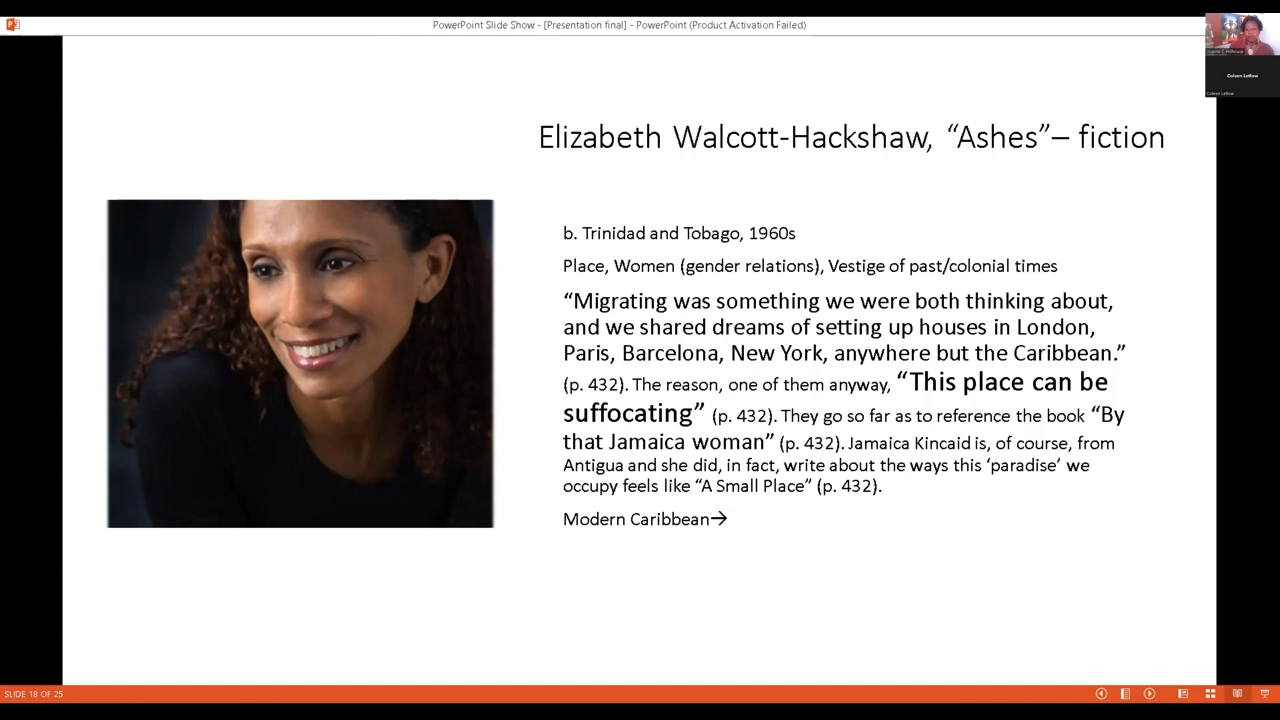 PowerPoint Slide Show - [Presentation final] - PowerPoint (Product Activation Failed)
Coleen Letlow
Coleen Letlow
Elizabeth Walcott-Hackshaw, “Ashes”– fiction
b. Trinidad and Tobago, 1960s
Place, Women (gender relations), Vestige of past/colonial times
“Migrating was something we were both thinking about,
and we shared dreams of setting up houses in London,
Paris, Barcelona, New York, anywhere but the Caribbean.”
(p. 432). The reason, one of them anyway, “This place can be
suffocating” (p. 432). They go so far as to reference the book “By
that Jamaica woman” (p. 432). Jamaica Kincaid is, of course, from
Antigua and she did, in fact, write about the ways this ‘paradise’ we
occupy feels like “A Small Place” (p. 432).
Modern Caribbean→
SLIDE 18 OF 25